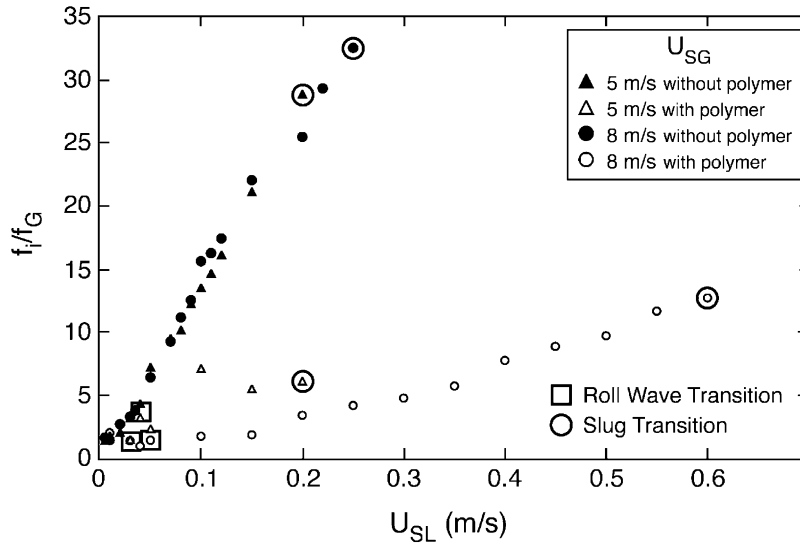 35
30
25
20
15
10
5
0
f_i/f_G
0
0.1
0.2
0.3
0.4
0.5
0.6
U_SL (m/s)
U_SG
5 m/s without polymer
5 m/s with polymer
8 m/s without polymer
8 m/s with polymer
Roll Wave Transition
Slug Transition